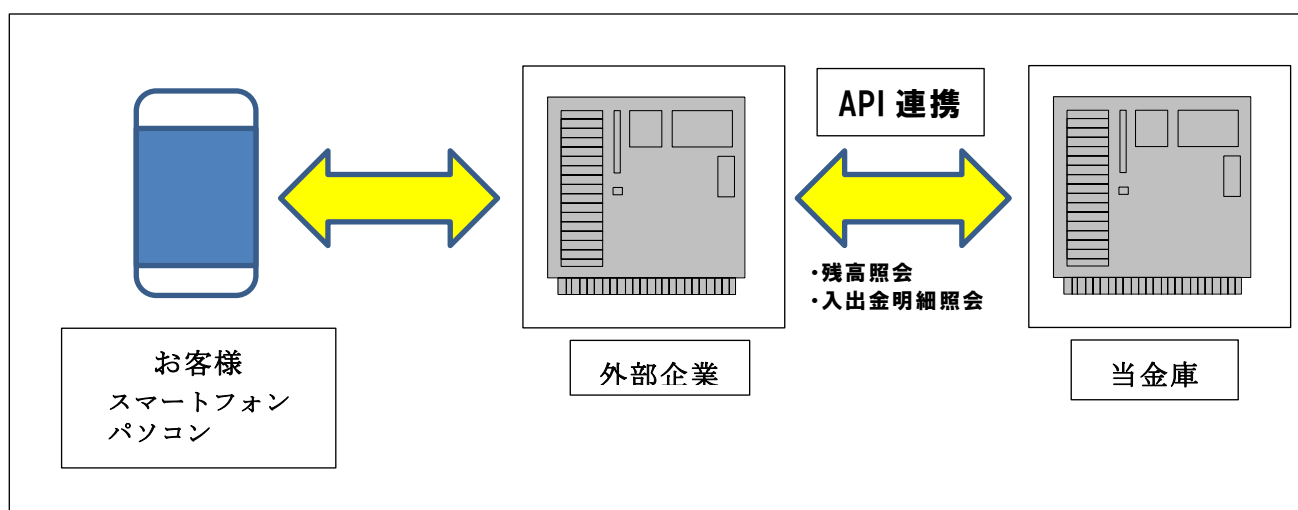 API 連携
・残高照会
・入出金明細照会
お客様
スマートフォン
パソコン
外部企業
当金庫